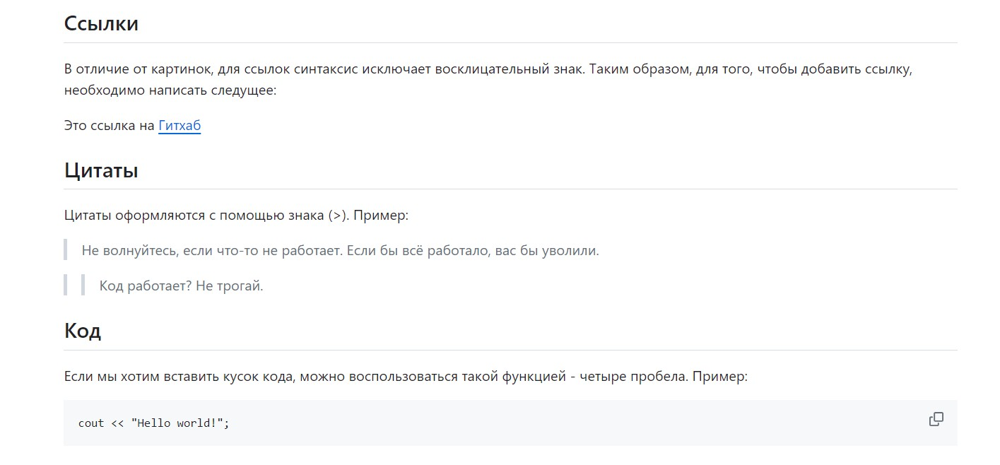 Ссылки
В отличие от картинок, для ссылок синтаксис исключает восклицательный знак. Таким образом, для того, чтобы добавить ссылку,
необходимо написать следущее:
Это ссылка на Гитхаб
Цитаты
Цитаты оформляются с помощью знака (>). Пример:
Не волнуйтесь, если что-то не работает. Если бы всё работало, вас бы уволили.
Код работает? Не трогай.
Код
Если мы хотим вставить кусок кода, можно воспользоваться такой функцией - четыре пробела. Пример:
cout << "Hello world!";